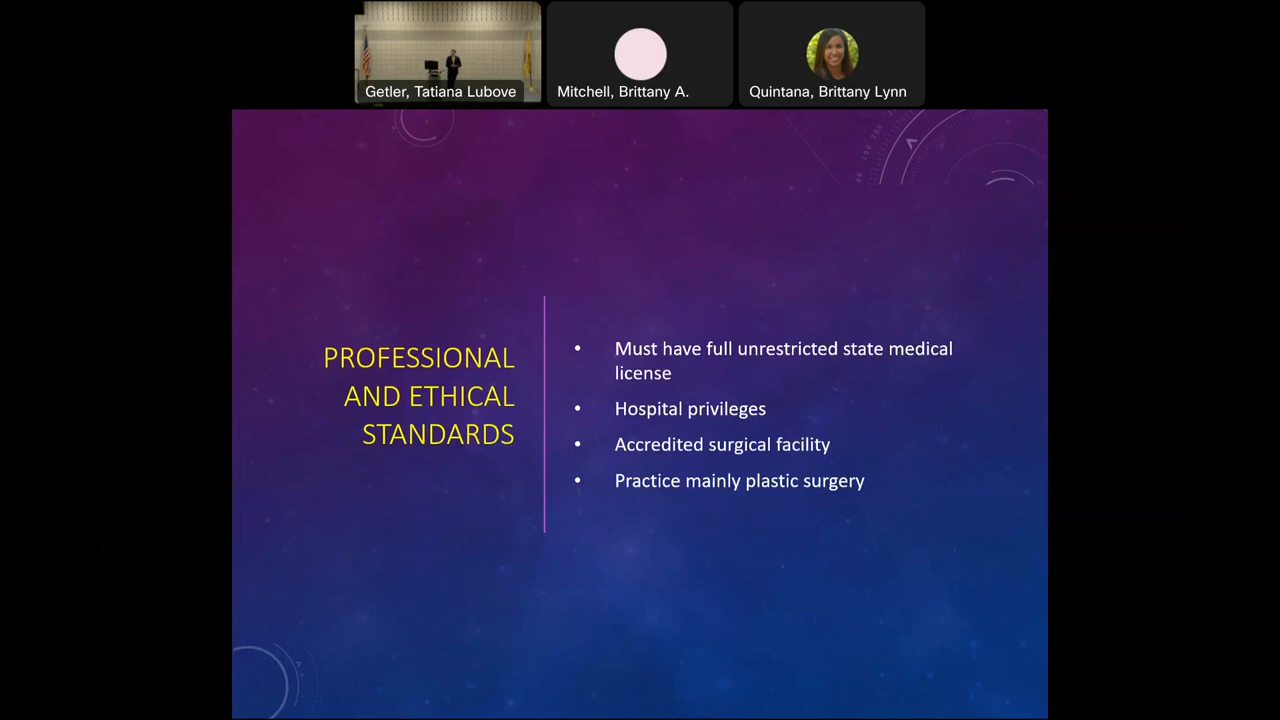 Getler, Tatiana Lubove
Mitchell, Brittany A.
Quintana, Brittany Lynn
PROFESSIONAL
AND ETHICAL
STANDARDS
• Must have full unrestricted state medical
license
• Hospital privileges
• Accredited surgical facility
• Practice mainly plastic surgery